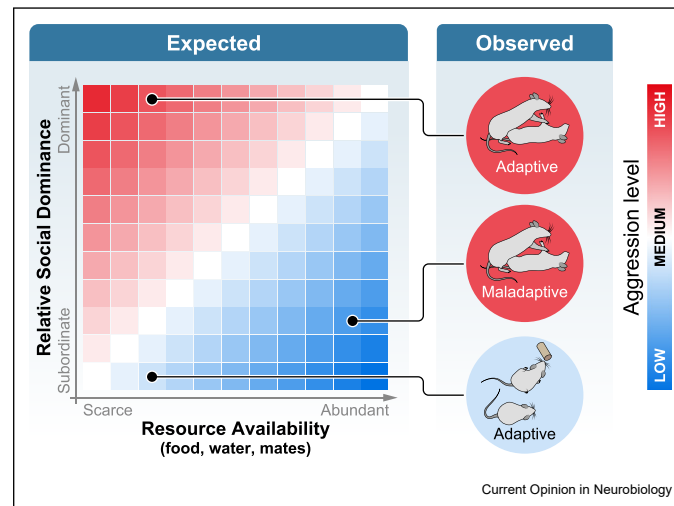 Expected
Observed
Relative Social Dominance
Dominant
Subordinate
Scarce
Abundant
Resource Availability
(food, water, mates)
Adaptive
Maladaptive
Adaptive
Aggression level
HIGH
MEDIUM
LOW
Current Opinion in Neurobiology